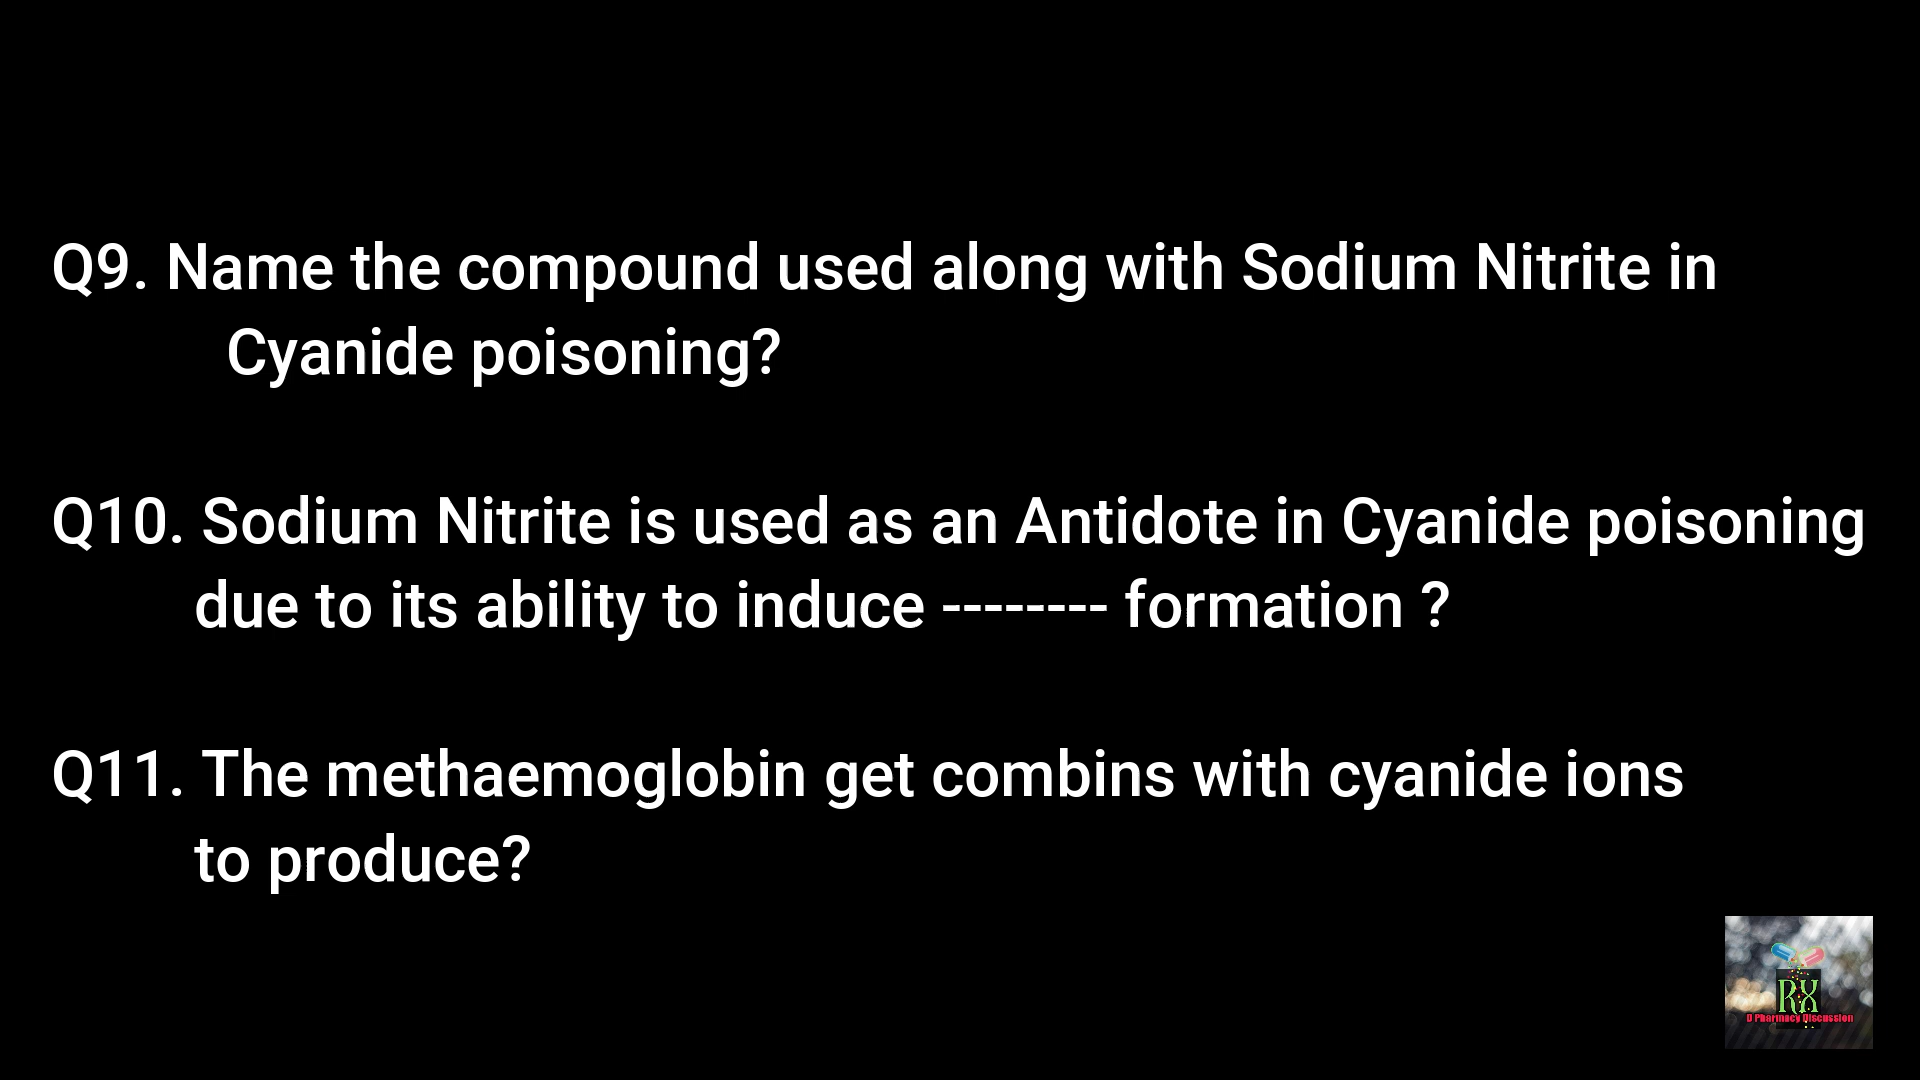 Q9. Name the compound used along with Sodium Nitrite in
Cyanide poisoning?
Q10. Sodium Nitrite is used as an Antidote in Cyanide poisoning
due to its ability to induce -------- formation ?
Q11. The methaemoglobin get combins with cyanide ions
to produce?
RX
D Pharmacy Discussion